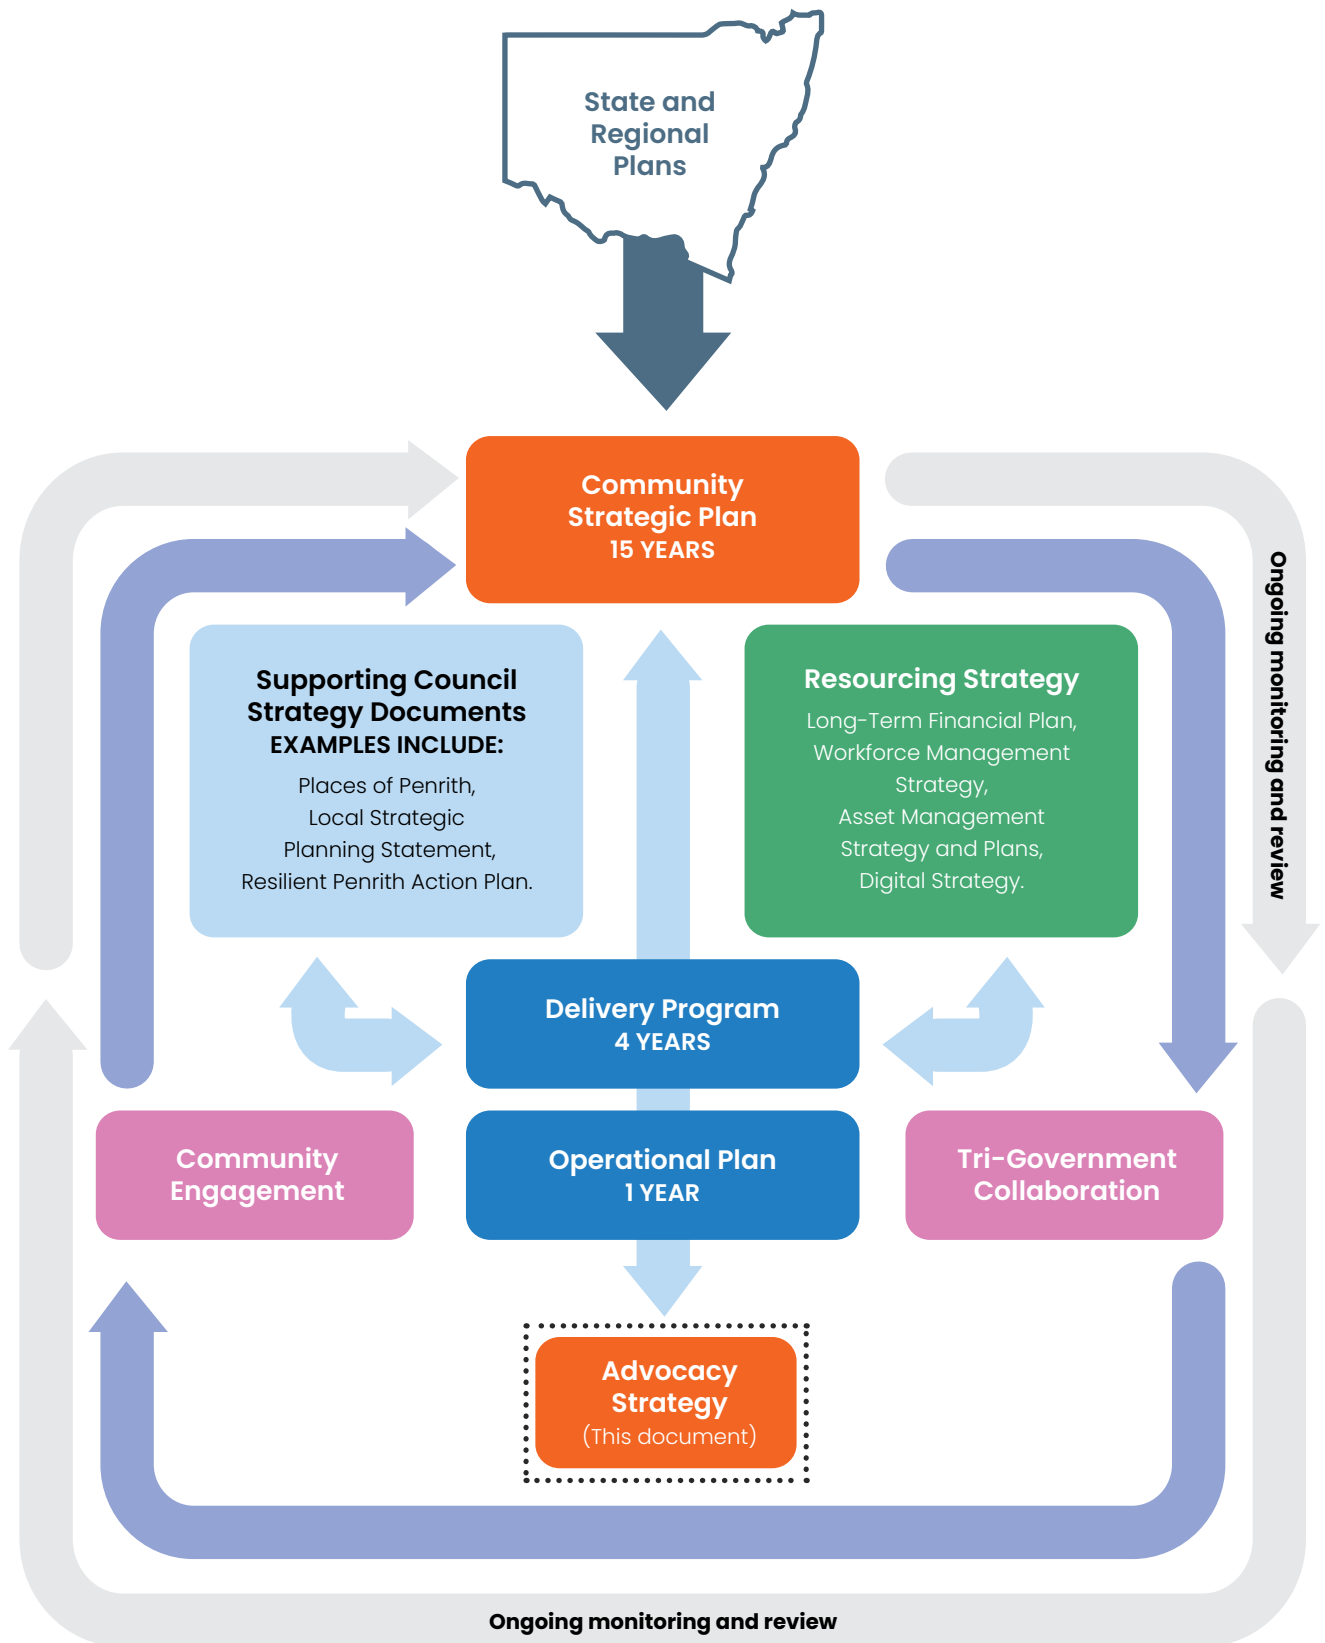 State and
Regional
Plans
Community
Strategic Plan
15 YEARS
Ongoing monitoring and review
Supporting Council
Strategy Documents
EXAMPLES INCLUDE:
Places of Penrith,
Local Strategic
Planning Statement,
Resilient Penrith Action Plan.
Resourcing Strategy
Long-Term Financial Plan,
Workforce Management
Strategy,
Asset Management
Strategy and Plans,
Digital Strategy.
Delivery Program
4 YEARS
Community
Engagement
Operational Plan
1 YEAR
Tri-Government
Collaboration
Advocacy
Strategy
(This document)
Ongoing monitoring and review